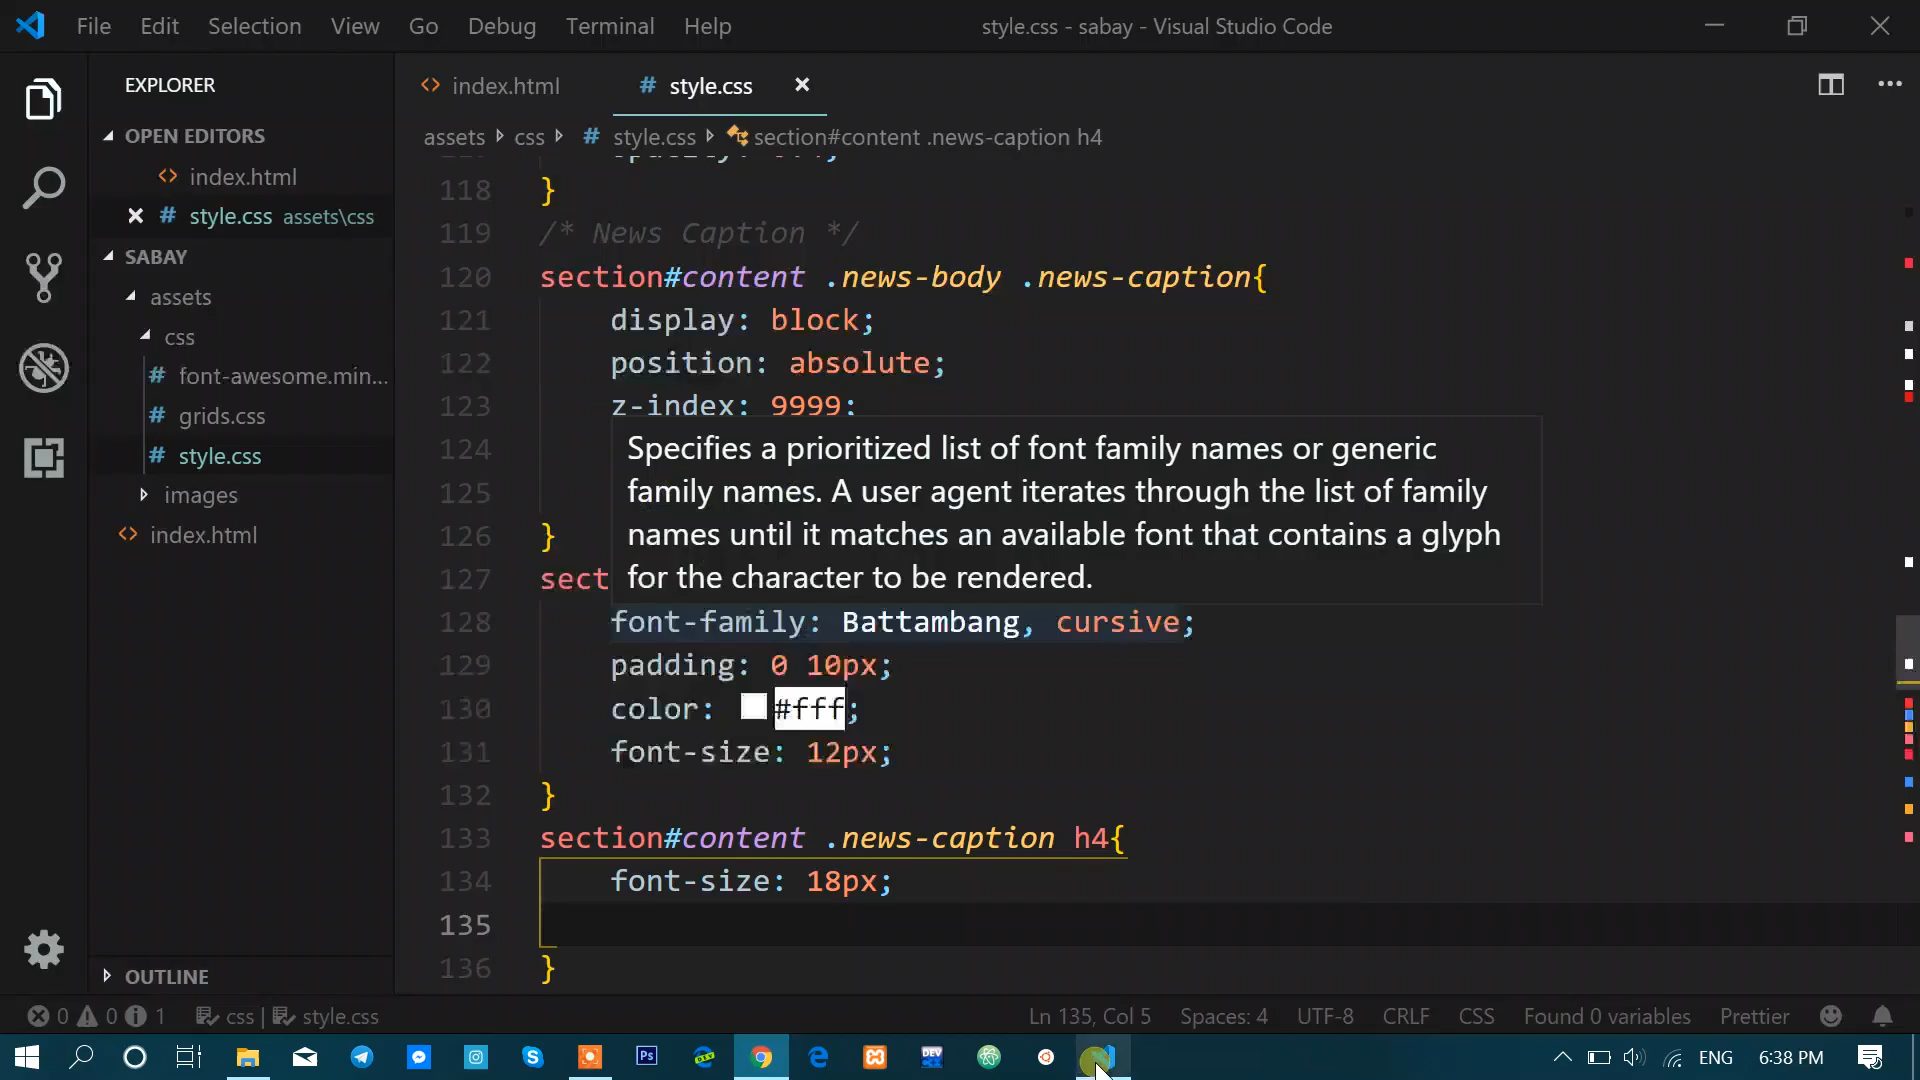 File Edit Selection View Go Debug Terminal Help style.css - sabay - Visual Studio Code
EXPLORER
OPEN EDITORS
index.html
style.css assets\css
SABAY
assets
css
font-awesome.min...
grids.css
style.css
images
index.html
OUTLINE
index.html # style.css
assets css # style.css section#content .news-caption h4
118 }
119 /* News Caption */
120 section#content .news-body .news-caption{
121 display: block;
122 position: absolute;
123 z-index: 9999;
124
125
126 }
127 sect
Specifies a prioritized list of font family names or generic
family names. A user agent iterates through the list of family
names until it matches an available font that contains a glyph
for the character to be rendered.
128 font-family: Battambang, cursive;
129 padding: 0 10px;
130 color: #fff;
131 font-size: 12px;
132 }
133 section#content .news-caption h4{
134 font-size: 18px;
135
136 }
0 0 1 css | style.css Ln 135, Col 5 Spaces: 4 UTF-8 CRLF CSS Found 0 variables Prettier
Ps DEV ENG 6:38 PM